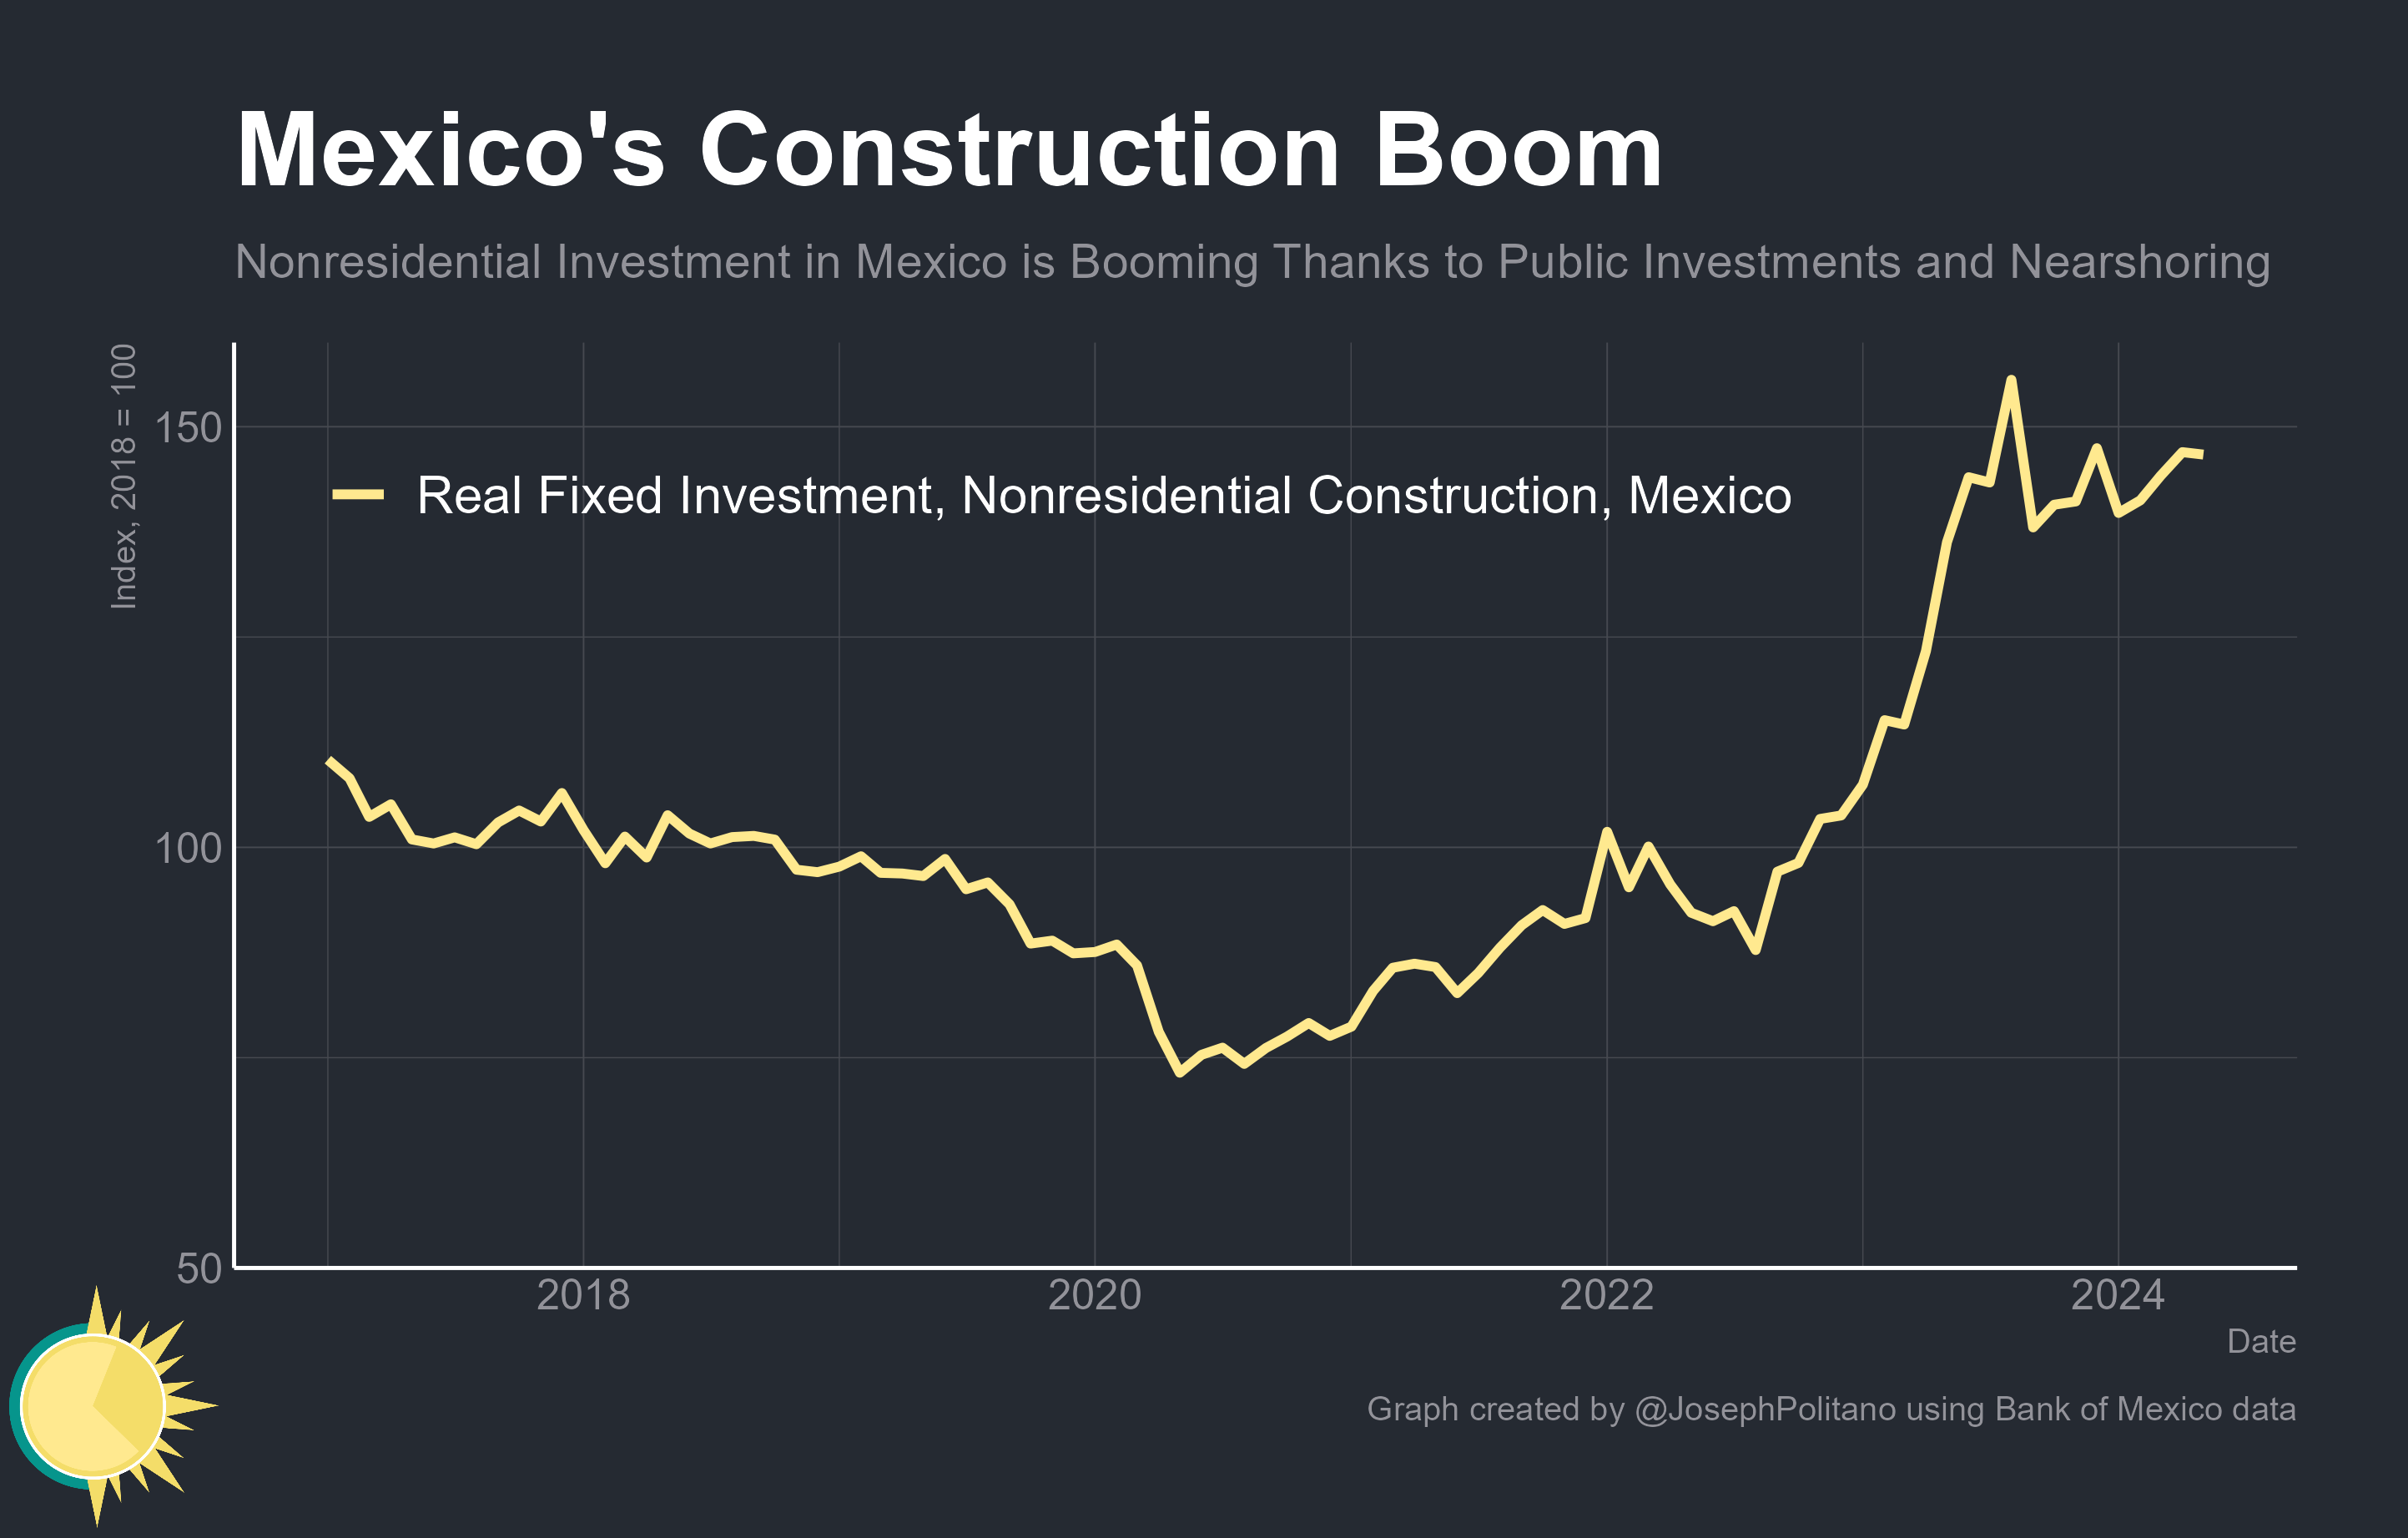 Mexico's Construction Boom
Nonresidential Investment in Mexico is Booming Thanks to Public Investments and Nearshoring
Index, 2018 = 100
150
Real Fixed Investment, Nonresidential Construction, Mexico
100
50
2018 2020 2022 2024
Date
Graph created by @JosephPolitano using Bank of Mexico data